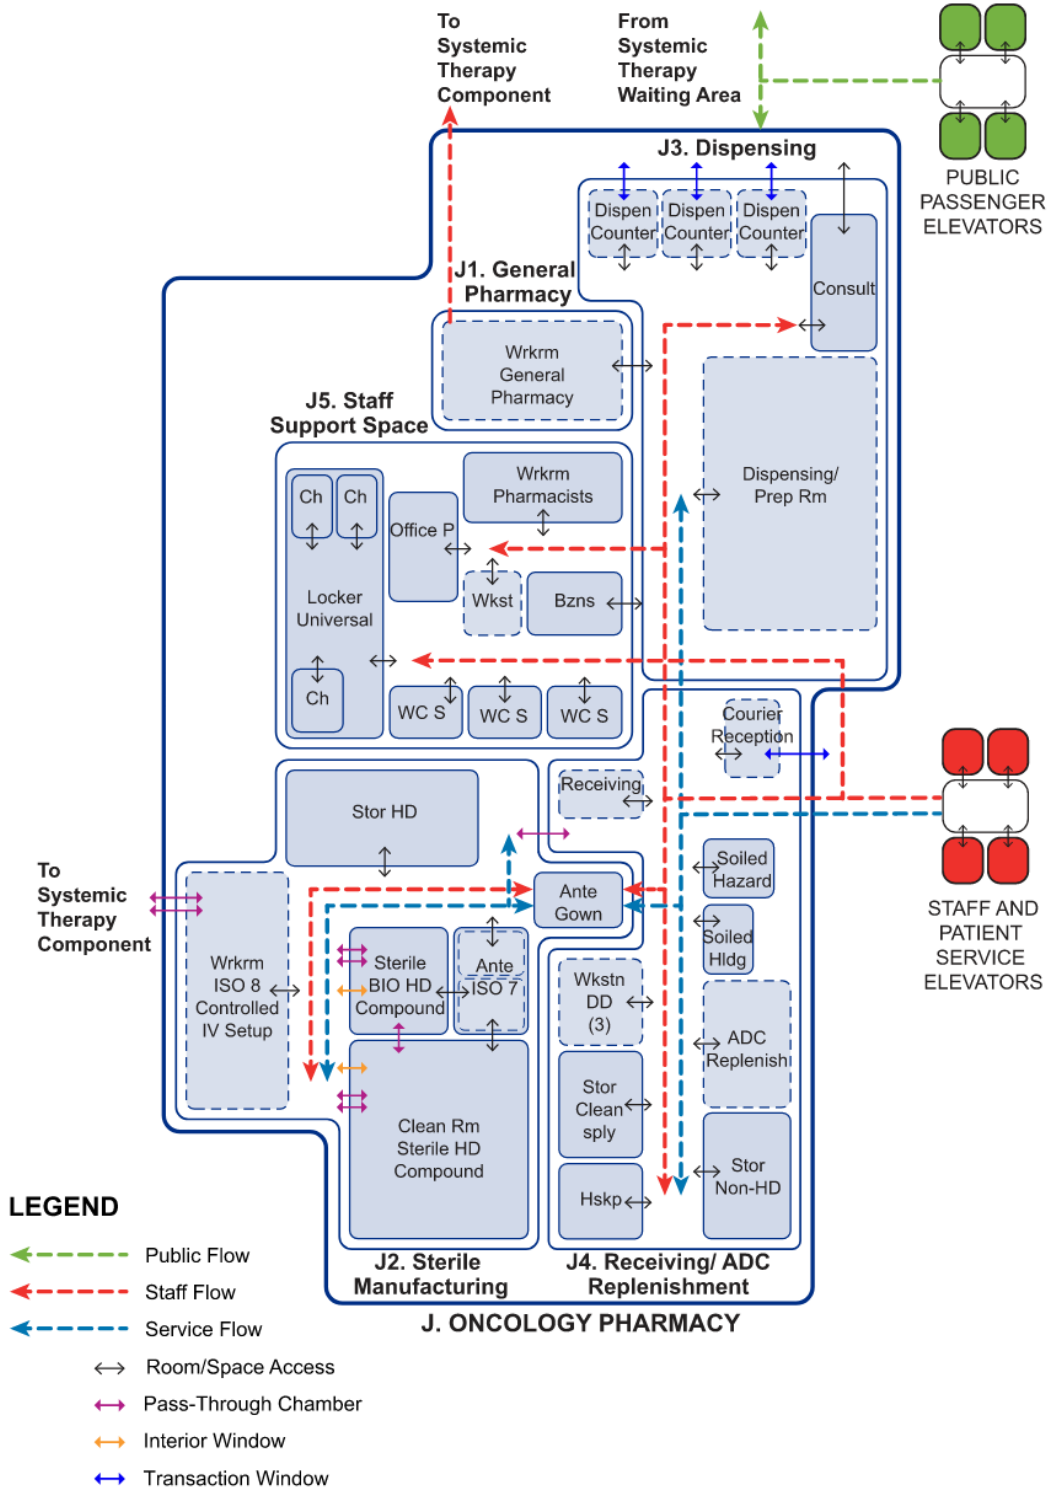 To
Systemic
Therapy
Component
From
Systemic
Therapy
Waiting Area
PUBLIC
PASSENGER
ELEVATORS
J3. Dispensing
Dispen
Counter
Dispen
Counter
Dispen
Counter
Consult
J1. General
Pharmacy
Wrkrm
General
Pharmacy
Dispensing/
Prep Rm
J5. Staff
Support Space
Wrkrm
Pharmacists
Ch
Ch
Office P
Locker
Universal
Wkst
Bzns
Ch
WC S
WC S
WC S
Courier
Reception
Receiving
Stor HD
To
Systemic
Therapy
Component
Ante
Gown
Soiled
Hazard
Soiled
Hldg
STAFF AND
PATIENT
SERVICE
ELEVATORS
Wrkrm
ISO 8
Controlled
IV Setup
Sterile
BIO HD
Compound
Ante
ISO 7
Wkstn
DD
(3)
ADC
Replenish
Stor
Clean
sply
Clean Rm
Sterile HD
Compound
Hskp
Stor
Non-HD
J2. Sterile
Manufacturing
J4. Receiving/ ADC
Replenishment
J. ONCOLOGY PHARMACY
LEGEND
Public Flow
Staff Flow
Service Flow
Room/Space Access
Pass-Through Chamber
Interior Window
Transaction Window